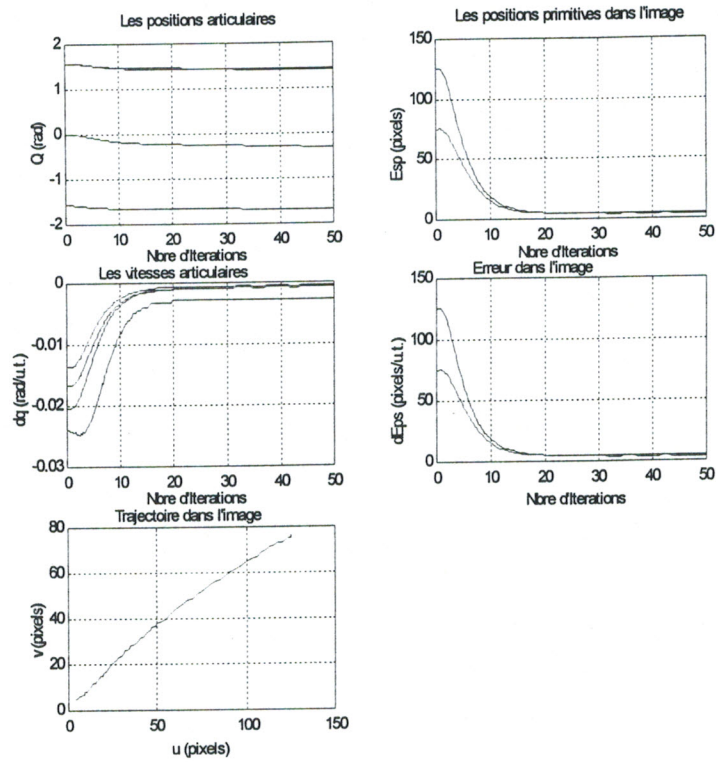 Les positions articulaires
2
1
0
-1
-2
Q (rad)
0 10 20 30 40 50
Nbre d'Iterations
Les positions primitives dans l'image
150
100
50
0
Esp (pixels)
0 10 20 30 40 50
Nbre d'Iterations
Les vitesses articulaires
0
-0.01
-0.02
-0.03
dq (rad/u.t.)
0 10 20 30 40 50
Nbre d'Iterations
Erreur dans l'image
150
100
50
0
dEps (pixels/u.t.)
0 10 20 30 40 50
Nbre d'Iterations
Trajectoire dans l'image
80
60
40
20
0
v (pixels)
0 50 100 150
u (pixels)